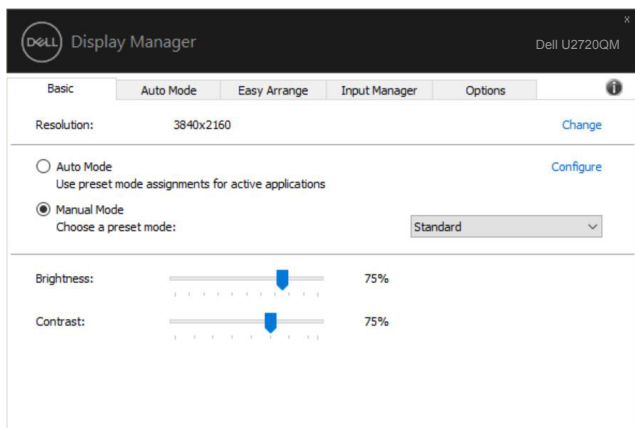 x
DELL Display Manager
Dell U2720QM
Basic Auto Mode Easy Arrange Input Manager Options i
Resolution: 3840x2160 Change
Auto Mode Configure
Use preset mode assignments for active applications
Manual Mode
Choose a preset mode: Standard
Brightness: 75%
Contrast: 75%